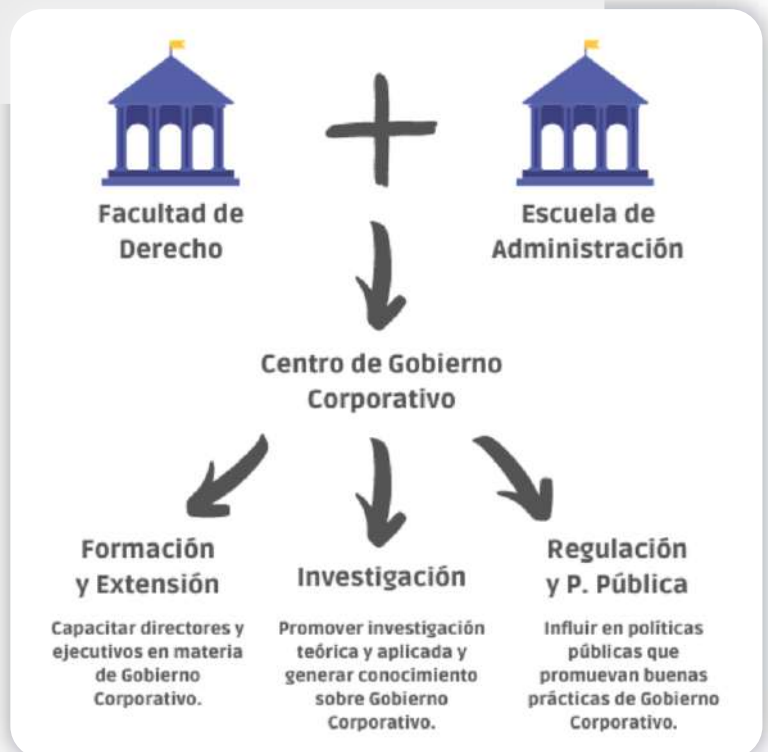 Facultad de
Derecho
Escuela de
Administración
Centro de Gobierno
Corporativo
Formación
y Extensión
Capacitar directores y
ejecutivos en materia
de Gobierno
Corporativo.
Investigación
Promover investigación
teórica y aplicada y
generar conocimiento
sobre Gobierno
Corporativo.
Regulación
y P. Pública
Influir en políticas
públicas que
promuevan buenas
prácticas de Gobierno
Corporativo.